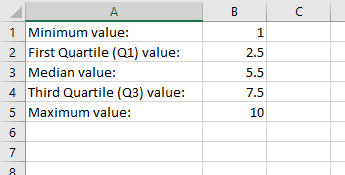 A B C
1 Minimum value: 1
2 First Quartile (Q1) value: 2.5
3 Median value: 5.5
4 Third Quartile (Q3) value: 7.5
5 Maximum value: 10
6
7
8